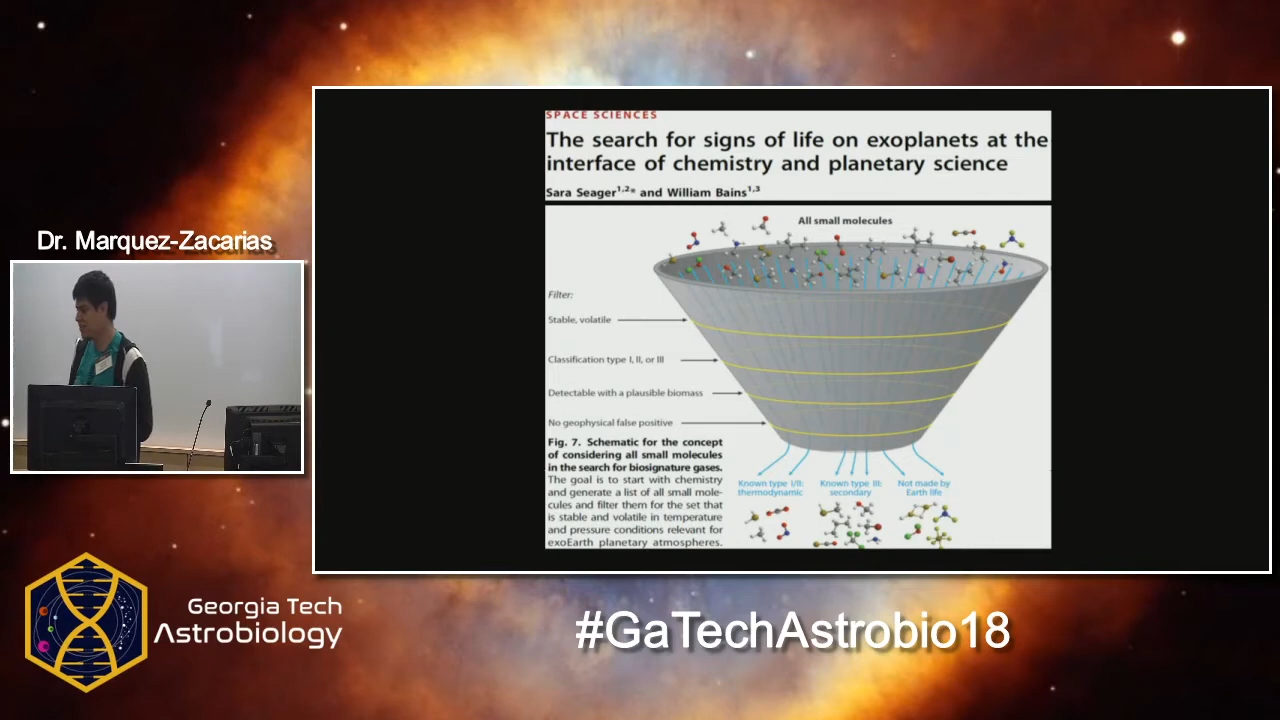 Dr. Marquez-Zacarias
SPACE SCIENCES
The search for signs of life on exoplanets at the
interface of chemistry and planetary science
Sara Seager1,2* and William Bains1,3
All small molecules
Filter:
Stable, volatile
Classification type I, II, or III
Detectable with a plausible biomass
No geophysical false positive
Fig. 7. Schematic for the concept
of considering all small molecules
in the search for biosignature gases.
The goal is to start with chemistry
and generate a list of all small mole-
cules and filter them for the set that
is stable and volatile in temperature
and pressure conditions relevant for
exoEarth planetary atmospheres.
Known type I/II:
thermodynamic
Known type III:
secondary
Not made by
Earth life
Georgia Tech
Astrobiology
#GaTechAstrobio18